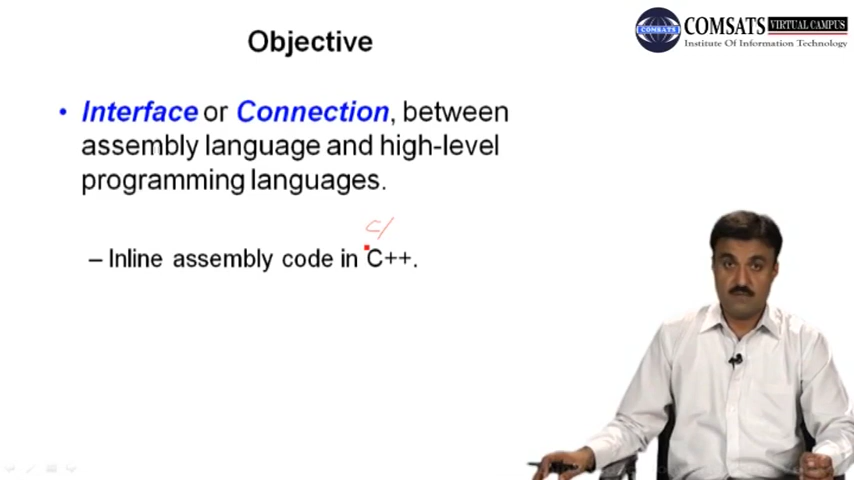 Objective
COMSATS VIRTUAL CAMPUS
Institute Of Information Technology
COMSATS
• Interface or Connection, between
assembly language and high-level
programming languages.
C/
– Inline assembly code in C++.